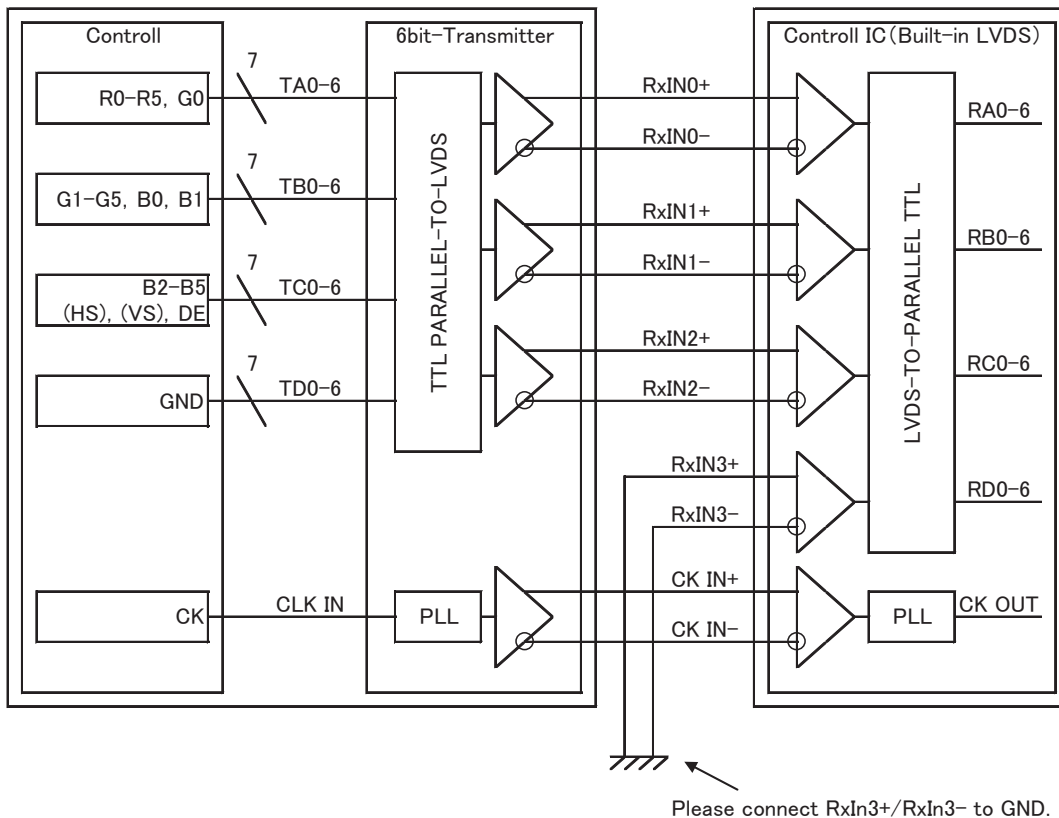 Controll
6bit-Transmitter
Controll IC(Built-in LVDS)
R0-R5, G0
7
TA0-6
RxIN0+
RxIN0-
RA0-6
G1-G5, B0, B1
7
TB0-6
RxIN1+
RxIN1-
RB0-6
B2-B5
(HS), (VS), DE
7
TC0-6
RxIN2+
RxIN2-
RC0-6
GND
7
TD0-6
RxIN3+
RxIN3-
RD0-6
TTL PARALLEL-TO-LVDS
LVDS-TO-PARALLEL TTL
CK
CLK IN
PLL
CK IN+
CK IN-
PLL
CK OUT
Please connect RxIn3+/RxIn3- to GND.